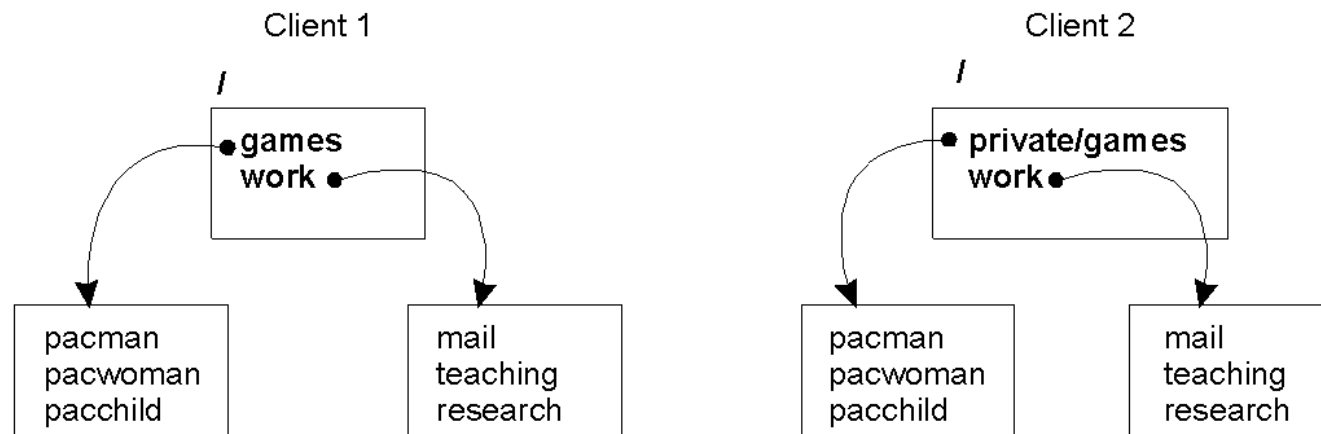 Client 1
/
games
work
pacman
pacwoman
pacchild
mail
teaching
research
Client 2
/
private/games
work
pacman
pacwoman
pacchild
mail
teaching
research